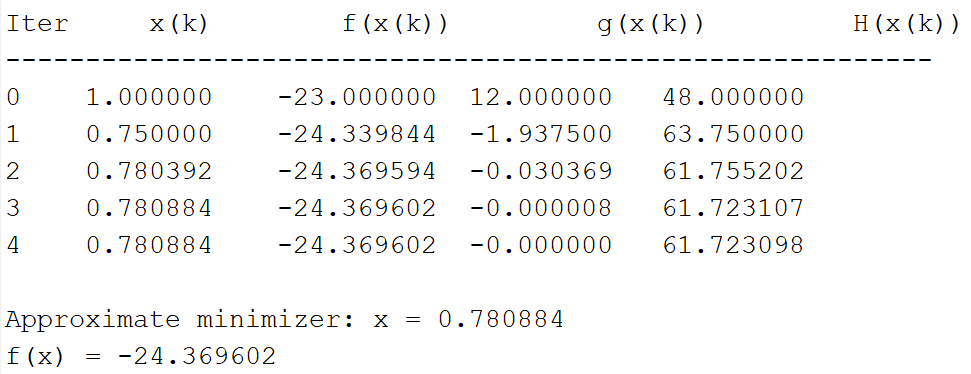 Iter x(k) f(x(k)) g(x(k)) H(x(k))
------------------------------------------------------------
0 1.000000 -23.000000 12.000000 48.000000
1 0.750000 -24.339844 -1.937500 63.750000
2 0.780392 -24.369594 -0.030369 61.755202
3 0.780884 -24.369602 -0.000008 61.723107
4 0.780884 -24.369602 -0.000000 61.723098
Approximate minimizer: x = 0.780884
f(x) = -24.369602